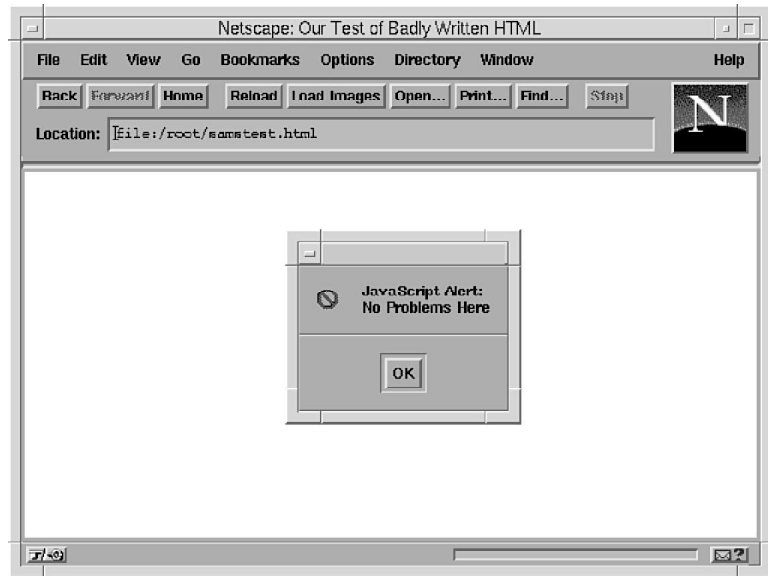 Netscape: Our Test of Badly Written HTML
File Edit View Go Bookmarks Options Directory Window Help
Back Forward Home Reload Load Images Open... Print... Find... Stop
N
Location: file:/root/samstest.html
JavaScript Alert:
No Problems Here
OK
?